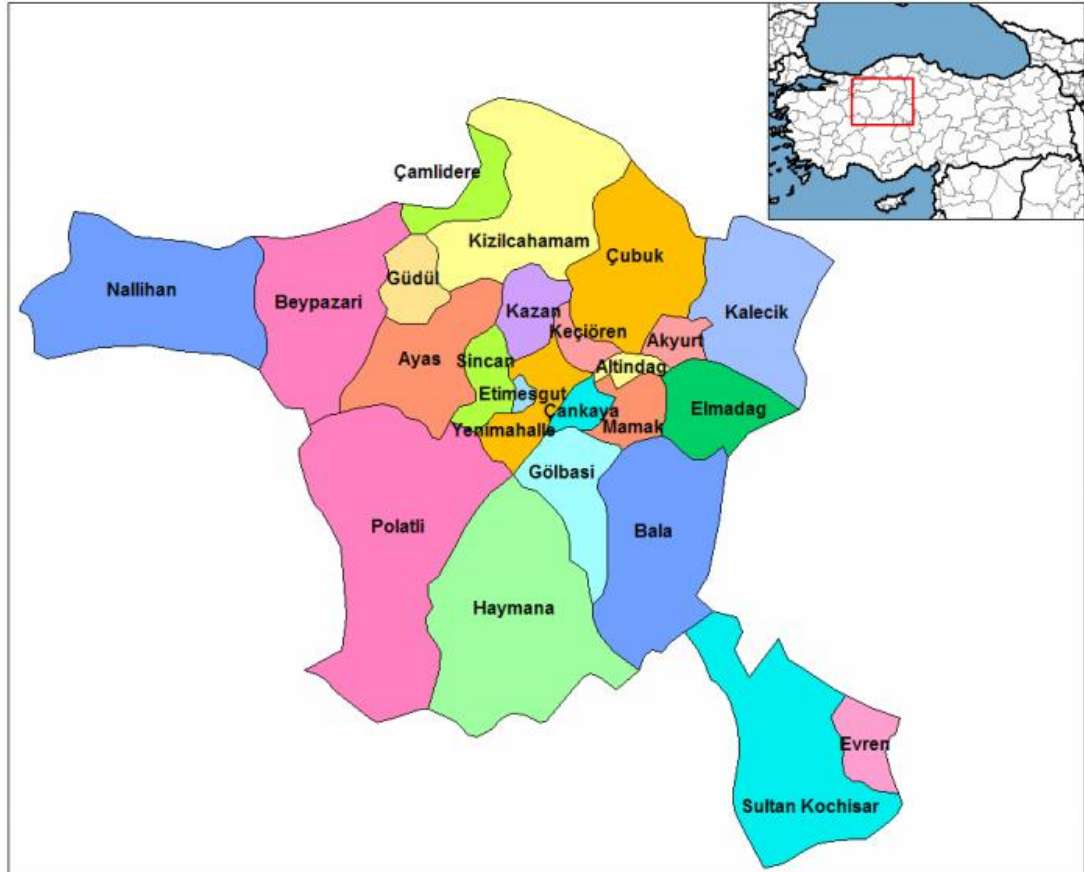 Çamlidere
Kizilcahamam
Çubuk
Güdül
Nallihan
Beypazari
Kazan
Kalecik
Keçiören
Akyurt
Ayas
Sincan
Altindag
Etimesgut
Çankaya
Elmadag
Yenimahalle
Mamak
Gölbasi
Polatli
Bala
Haymana
Evren
Sultan Kochisar